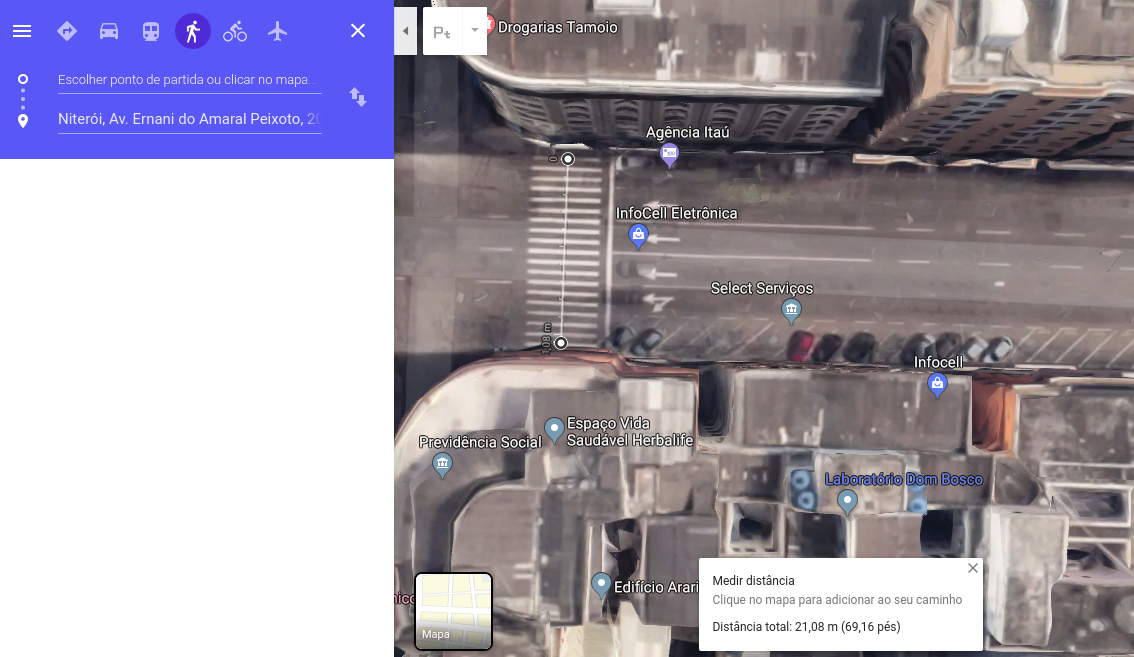 Escolher ponto de partida ou clicar no mapa...
Niterói, Av. Ernani do Amaral Peixoto, 20
Drogarias Tamoio
Agência Itaú
0
InfoCell Eletrônica
Select Serviços
Infocell
Espaço Vida
Saudável Herbalife
Previdência Social
Laboratório Dom Bosco
Edifício Arari
Mapa
Medir distância
Clique no mapa para adicionar ao seu caminho
Distância total: 21,08 m (69,16 pés)